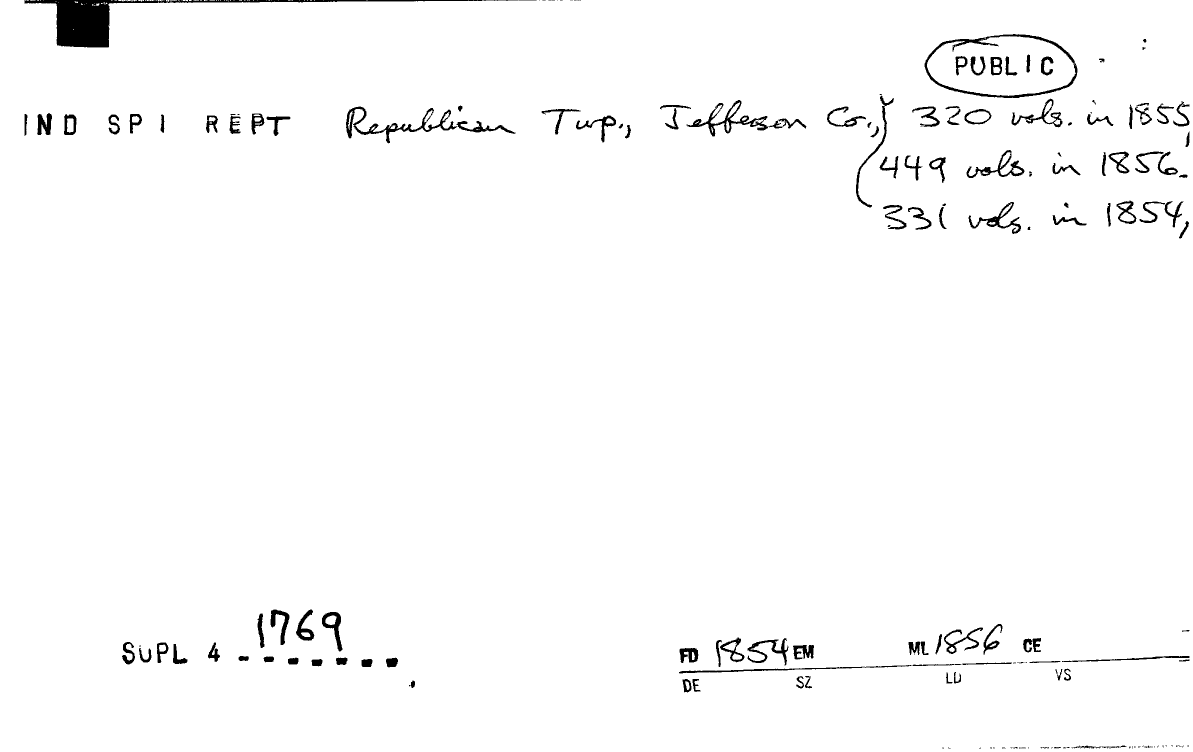 PUBLIC
IND SPI REPT Republican Twp., Jefferson Co., 320 vols. in 1855,
449 vols. in 1856.
331 vols. in 1854,
1769
SUPL 4 -------
FD 1854 EM ML 1856 CE
DE SZ LD VS